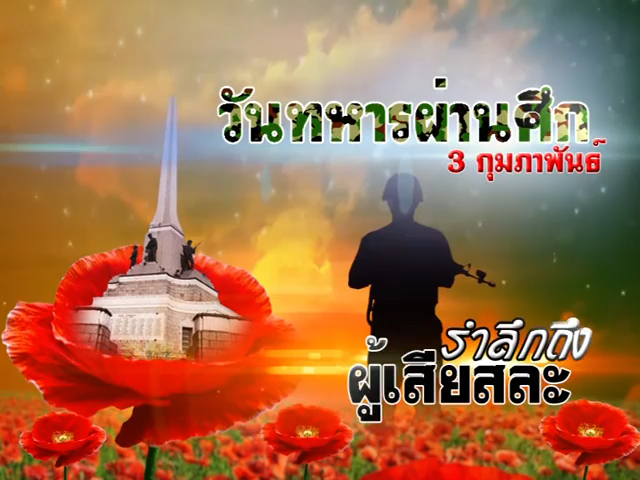 วันทหารผ่านศึก
3 กุมภาพันธ์
รำลึกถึง
ผู้เสียสละ